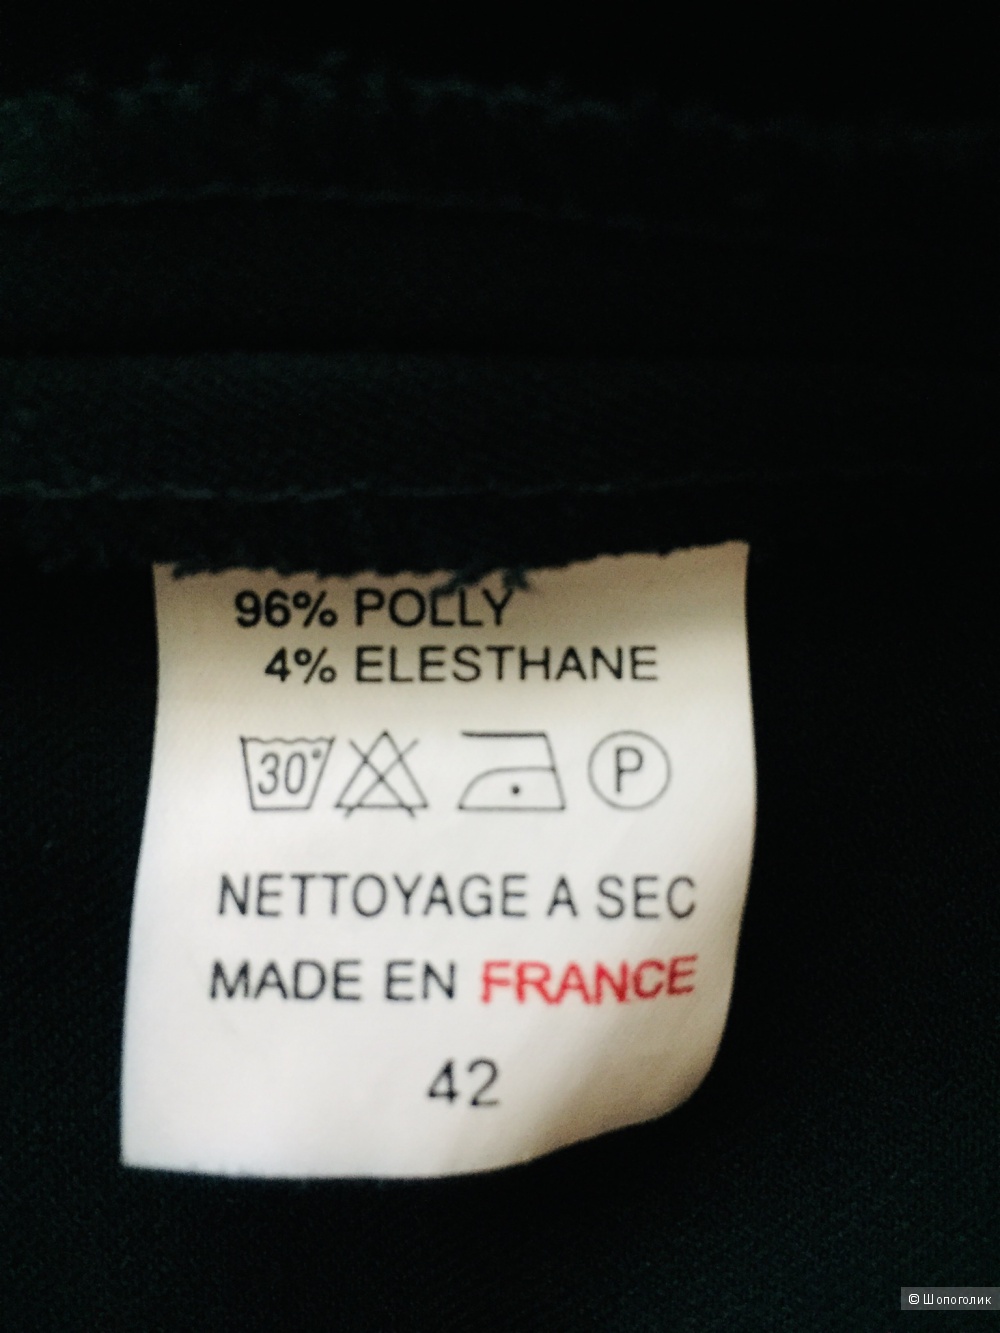 96% POLLY
4% ELESTHANE
30° P
NETTOYAGE A SEC
MADE EN FRANCE
42
© Шопоголик